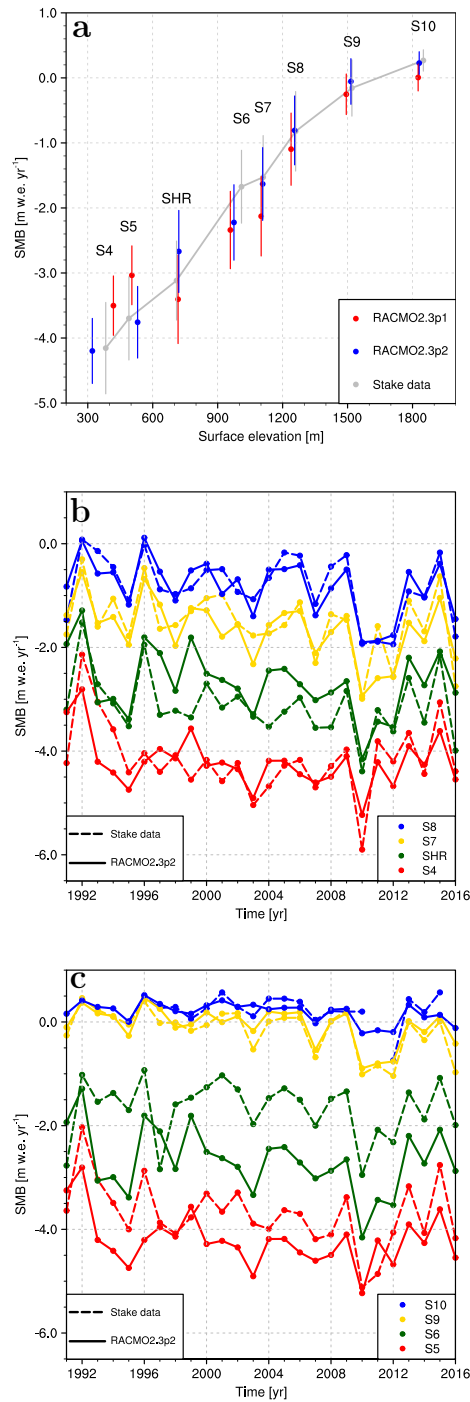 a
S4
S5
SHR
S6
S7
S8
S9
S10
1.0
0.0
-1.0
-2.0
-3.0
-4.0
-5.0
SMB [m w.e. yr⁻¹]
300 600 900 1200 1500 1800
Surface elevation [m]
RACMO2.3p1
RACMO2.3p2
Stake data
b
0.0
-2.0
-4.0
-6.0
SMB [m w.e. yr⁻¹]
1992 1996 2000 2004 2008 2012 2016
Time [yr]
Stake data
RACMO2.3p2
S8
S7
SHR
S4
c
0.0
-2.0
-4.0
-6.0
SMB [m w.e. yr⁻¹]
1992 1996 2000 2004 2008 2012 2016
Time [yr]
Stake data
RACMO2.3p2
S10
S9
S6
S5